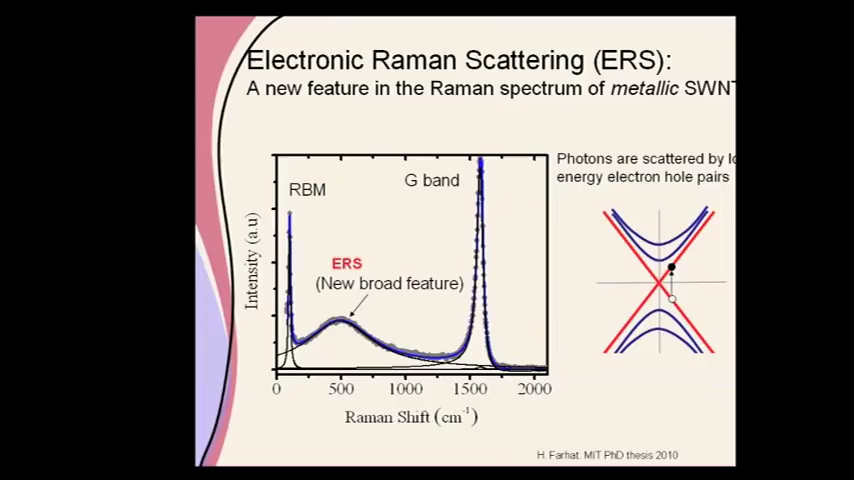 Electronic Raman Scattering (ERS):
A new feature in the Raman spectrum of metallic SWNT
Photons are scattered by
energy electron hole pairs
RBM
G band
ERS
(New broad feature)
Intensity (a.u)
0 500 1000 1500 2000
Raman Shift (cm-1)
H. Farhat. MIT PhD thesis 2010